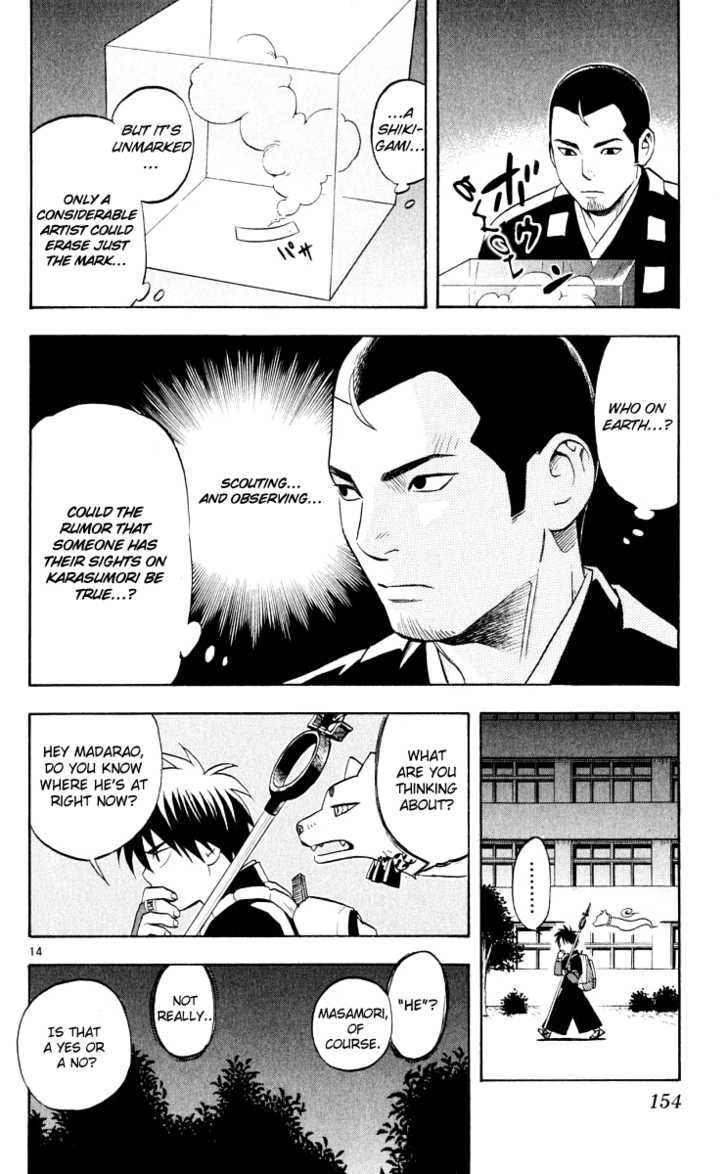 ボウ
...A
SHIKI-
GAMI...
BUT IT'S
UNMARKED
...
ONLY A
CONSIDERABLE
ARTIST COULD
ERASE JUST
THE MARK...
パサ
WHO ON
EARTH...?
SCOUTING...
AND OBSERVING...
COULD THE
RUMOR THAT
SOMEONE HAS
THEIR SIGHTS ON
KARASUMORI BE
TRUE...?
........
WHAT
ARE YOU
THINKING
ABOUT?
HEY MADARAO,
DO YOU KNOW
WHERE HE'S AT
RIGHT NOW?
14
"HE"?
MASAMORI,
OF
COURSE.
NOT
REALLY..
IS THAT
A YES OR
A NO?
154